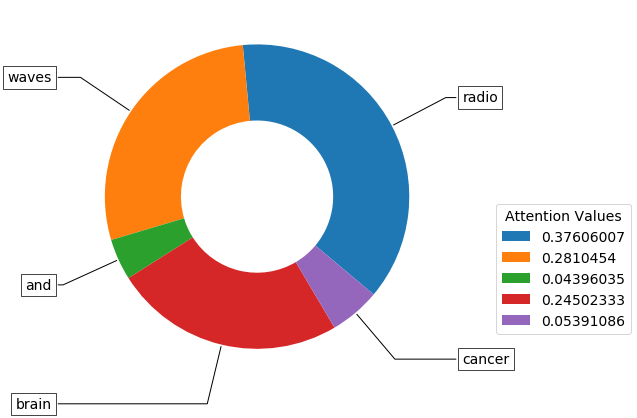 waves
radio
and
brain
cancer
Attention Values
0.37606007
0.2810454
0.04396035
0.24502333
0.05391086